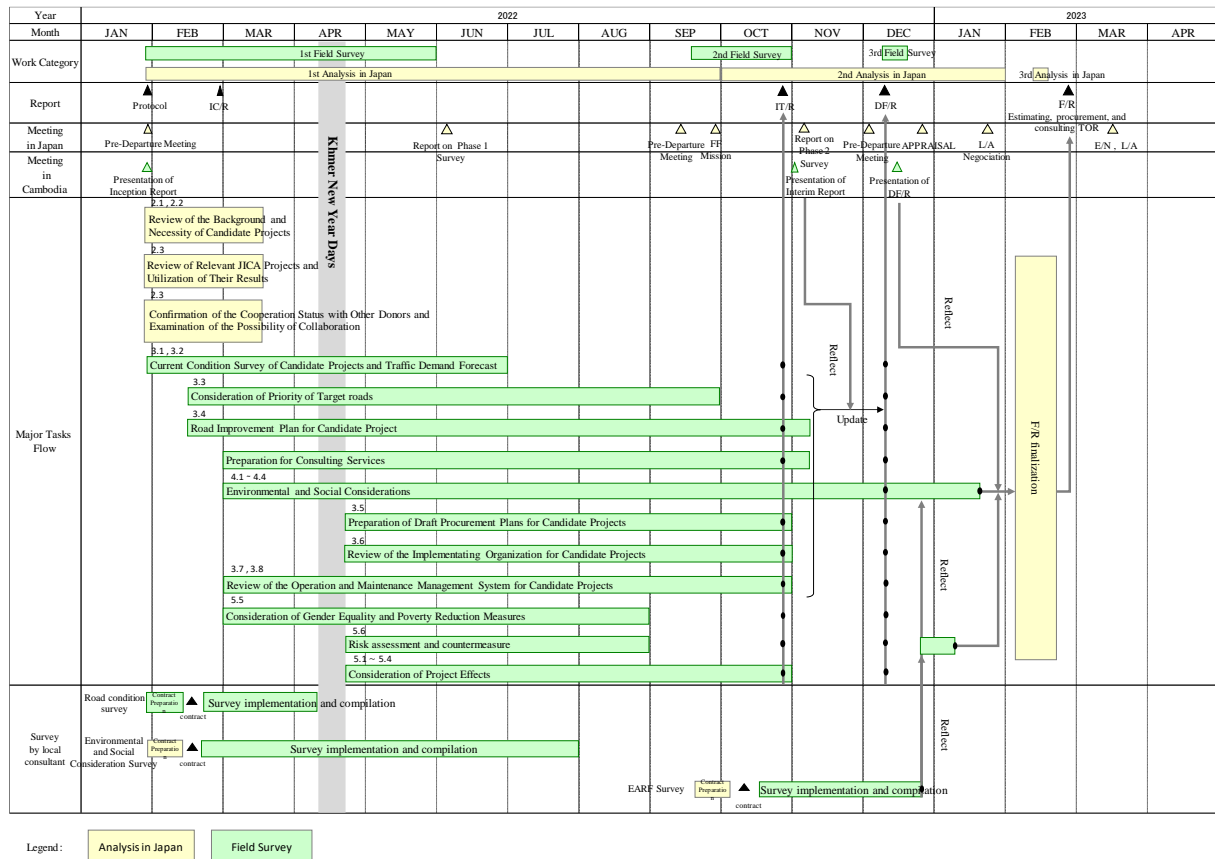 Year 2022 2023
Month JAN FEB MAR APR MAY JUN JUL AUG SEP OCT NOV DEC JAN FEB MAR APR
Work Category
1st Field Survey 2nd Field Survey 3rd Field Survey
1st Analysis in Japan 2nd Analysis in Japan 3rd Analysis in Japan
Report
Protocol IC/R IT/R DF/R F/R
Estimating, procurement, and
consulting TOR
Meeting
in Japan
Pre-Departure Meeting
Report on Phase 1
Survey
Pre-Departure
Meeting
FF
Mission
Report on
Phase 2
Survey
Pre-Departure
Meeting
APPRAISAL
L/A
Negociation
E/N , L/A
Meeting
in
Cambodia
Presentation of
Inception Report
Presentation of
Interim Report
Presentation of
DF/R
Khmer New Year Days
Major Tasks
Flow
2.1 , 2.2
Review of the Background and
Necessity of Candidate Projects
2.3
Review of Relevant JICA Projects and
Utilization of Their Results
2.3
Confirmation of the Cooperation Status with Other Donors and
Examination of the Possibility of Collaboration
3.1 , 3.2
Current Condition Survey of Candidate Projects and Traffic Demand Forecast
3.3
Consideration of Priority of Target roads
3.4
Road Improvement Plan for Candidate Project
Preparation for Consulting Services
4.1 ~ 4.4
Environmental and Social Considerations
3.5
Preparation of Draft Procurement Plans for Candidate Projects
3.6
Review of the Implementing Organization for Candidate Projects
3.7 , 3.8
Review of the Operation and Maintenance Management System for Candidate Projects
5.5
Consideration of Gender Equality and Poverty Reduction Measures
5.6
Risk assessment and countermeasure
5.1 ~ 5.4
Consideration of Project Effects
Reflect
Update
Reflect
Reflect
Reflect
F/R finalization
Survey
by local
consultant
Road condition
survey
Contract
Preparatio
n
contract
Survey implementation and compilation
Environmental
and Social
Consideration Survey
Contract
Preparatio
n
contract
Survey implementation and compilation
EARF Survey
Contract
Preparatio
n
contract
Survey implementation and compilation
Legend :
Analysis in Japan
Field Survey